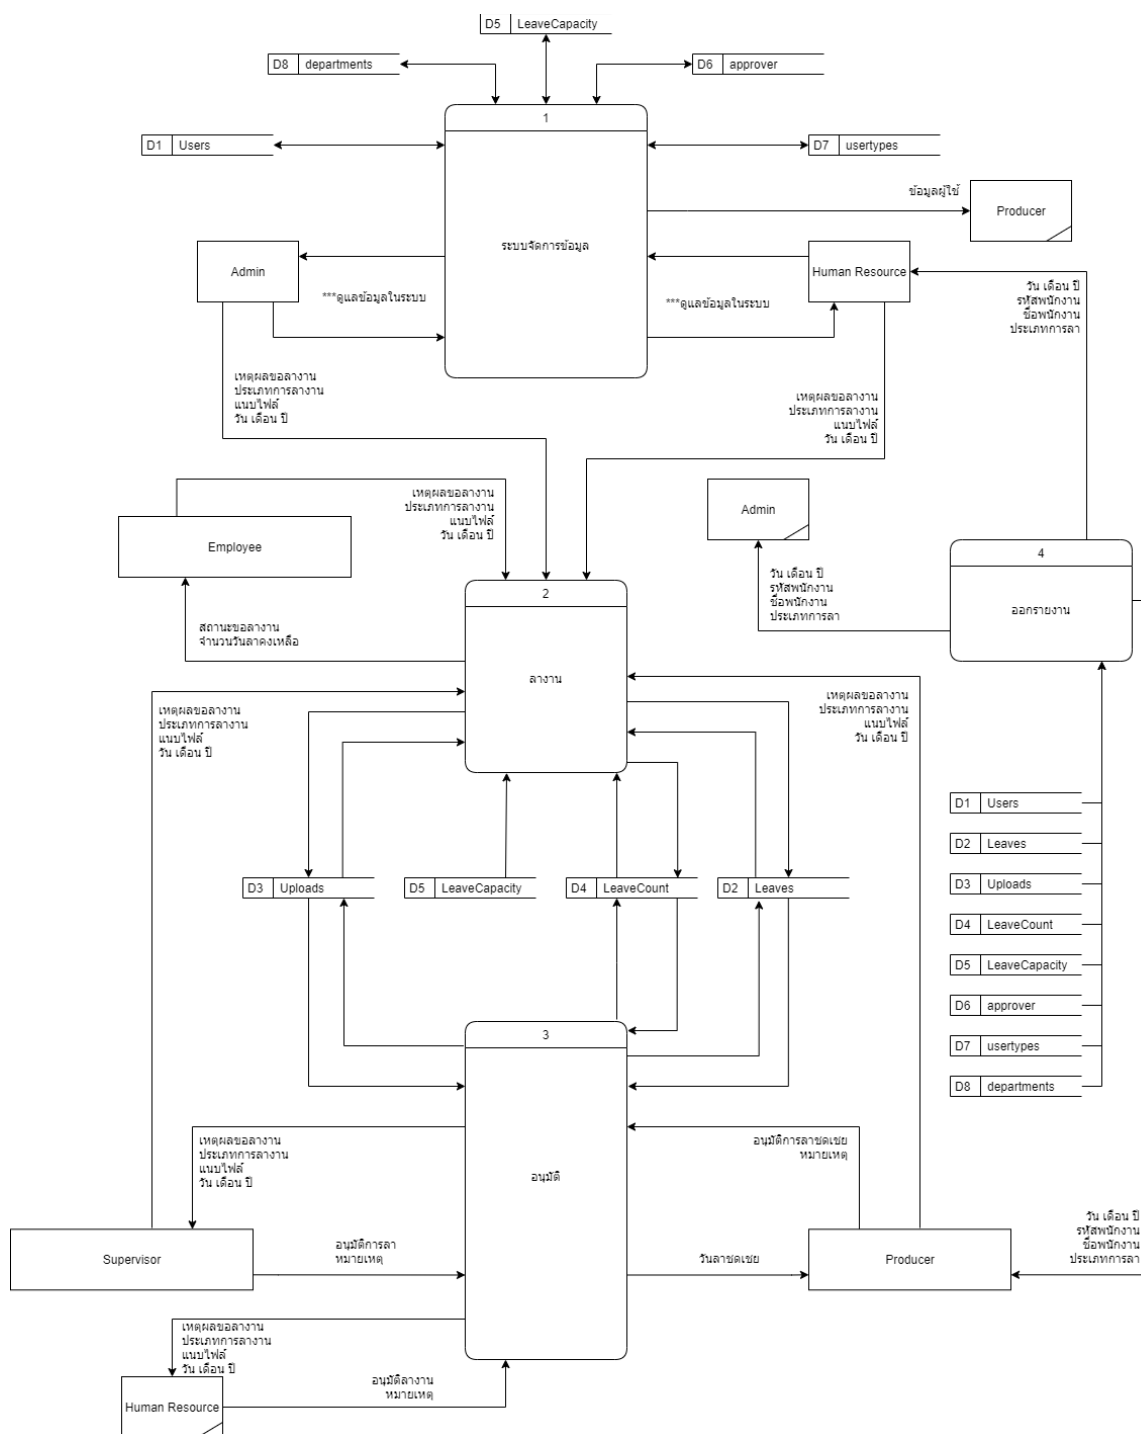 D5 LeaveCapacity
D8 departments
D6 approver
1
D1 Users
D7 usertypes
ข้อมูลผู้ใช้
Producer
ระบบจัดการข้อมูล
Admin
Human Resource
***ดูแลข้อมูลในระบบ
***ดูแลข้อมูลในระบบ
วัน เดือน ปี
รหัสพนักงาน
ชื่อพนักงาน
ประเภทการลา
เหตุผลขอลางาน
ประเภทการลางาน
แนบไฟล์
วัน เดือน ปี
เหตุผลขอลางาน
ประเภทการลางาน
แนบไฟล์
วัน เดือน ปี
เหตุผลขอลางาน
ประเภทการลางาน
แนบไฟล์
วัน เดือน ปี
Employee
Admin
4
ออกรายงาน
วัน เดือน ปี
รหัสพนักงาน
ชื่อพนักงาน
ประเภทการลา
2
ลางาน
สถานะขอลางาน
จำนวนวันลาคงเหลือ
เหตุผลขอลางาน
ประเภทการลางาน
แนบไฟล์
วัน เดือน ปี
เหตุผลขอลางาน
ประเภทการลางาน
แนบไฟล์
วัน เดือน ปี
D3 Uploads
D5 LeaveCapacity
D4 LeaveCount
D2 Leaves
D1 Users
D2 Leaves
D3 Uploads
D4 LeaveCount
D5 LeaveCapacity
D6 approver
D7 usertypes
D8 departments
3
อนุมัติ
เหตุผลขอลางาน
ประเภทการลางาน
แนบไฟล์
วัน เดือน ปี
อนุมัติการลาชดเชย
หมายเหตุ
Supervisor
อนุมัติการลา
หมายเหตุ
วันลาชดเชย
Producer
วัน เดือน ปี
รหัสพนักงาน
ชื่อพนักงาน
ประเภทการลา
เหตุผลขอลางาน
ประเภทการลางาน
แนบไฟล์
วัน เดือน ปี
Human Resource
อนุมัติลางาน
หมายเหตุ